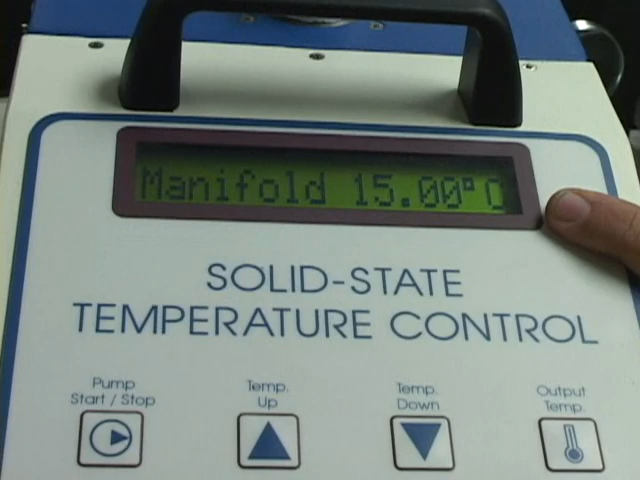 Manifold 15.00°C
SOLID-STATE
TEMPERATURE CONTROL
Pump
Start / Stop
Temp.
Up
Temp.
Down
Output
Temp.